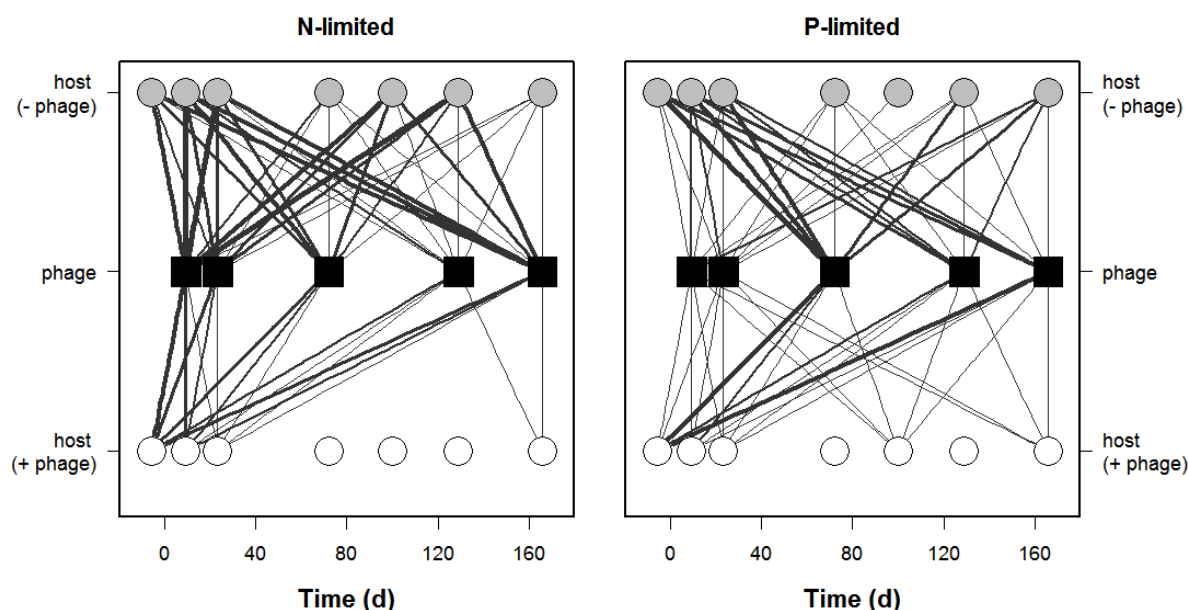 N-limited
P-limited
host
(- phage)
phage
host
(+ phage)
host
(- phage)
phage
host
(+ phage)
0 40 80 120 160
0 40 80 120 160
Time (d)
Time (d)